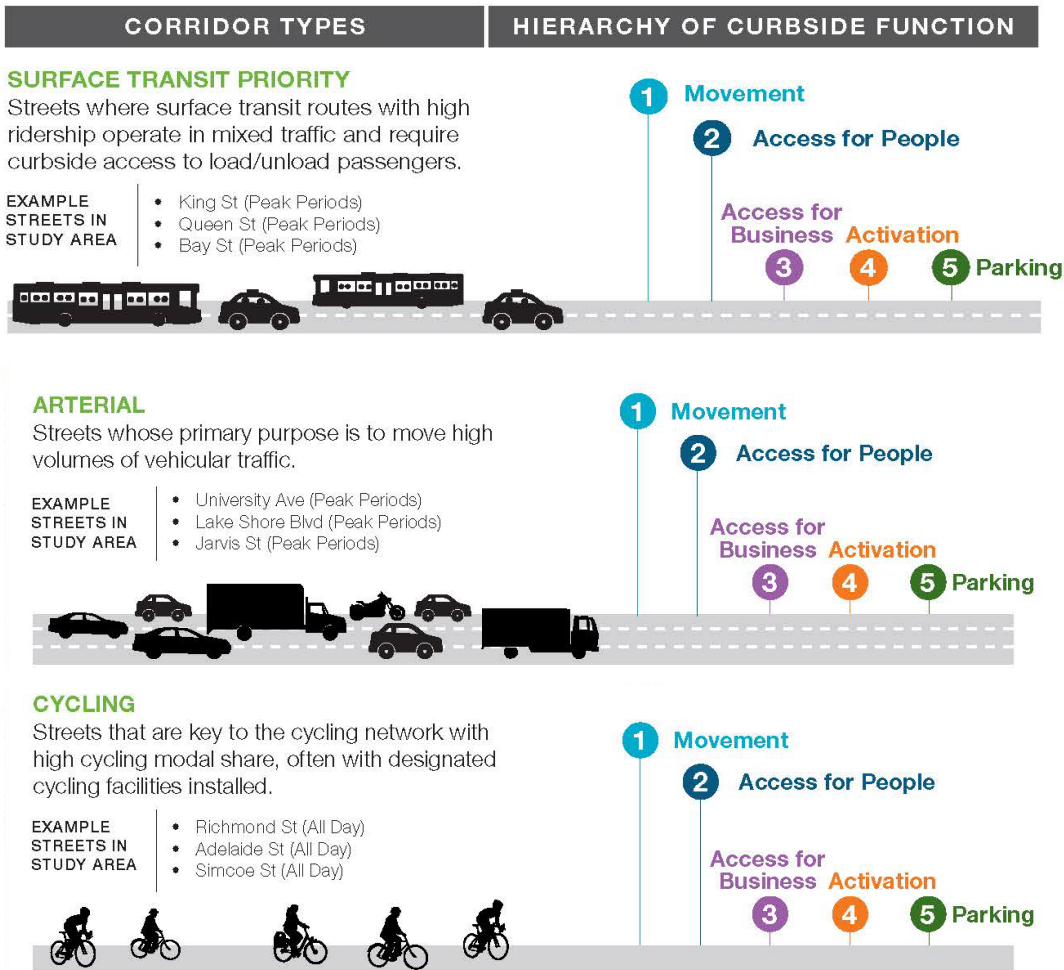 CORRIDOR TYPES
HIERARCHY OF CURBSIDE FUNCTION
SURFACE TRANSIT PRIORITY
Streets where surface transit routes with high
ridership operate in mixed traffic and require
curbside access to load/unload passengers.
EXAMPLE
STREETS IN
STUDY AREA
• King St (Peak Periods)
• Queen St (Peak Periods)
• Bay St (Peak Periods)
1 Movement
2 Access for People
Access for
Business Activation
3 4 5 Parking
ARTERIAL
Streets whose primary purpose is to move high
volumes of vehicular traffic.
EXAMPLE
STREETS IN
STUDY AREA
• University Ave (Peak Periods)
• Lake Shore Blvd (Peak Periods)
• Jarvis St (Peak Periods)
1 Movement
2 Access for People
Access for
Business Activation
3 4 5 Parking
CYCLING
Streets that are key to the cycling network with
high cycling modal share, often with designated
cycling facilities installed.
EXAMPLE
STREETS IN
STUDY AREA
• Richmond St (All Day)
• Adelaide St (All Day)
• Simcoe St (All Day)
1 Movement
2 Access for People
Access for
Business Activation
3 4 5 Parking